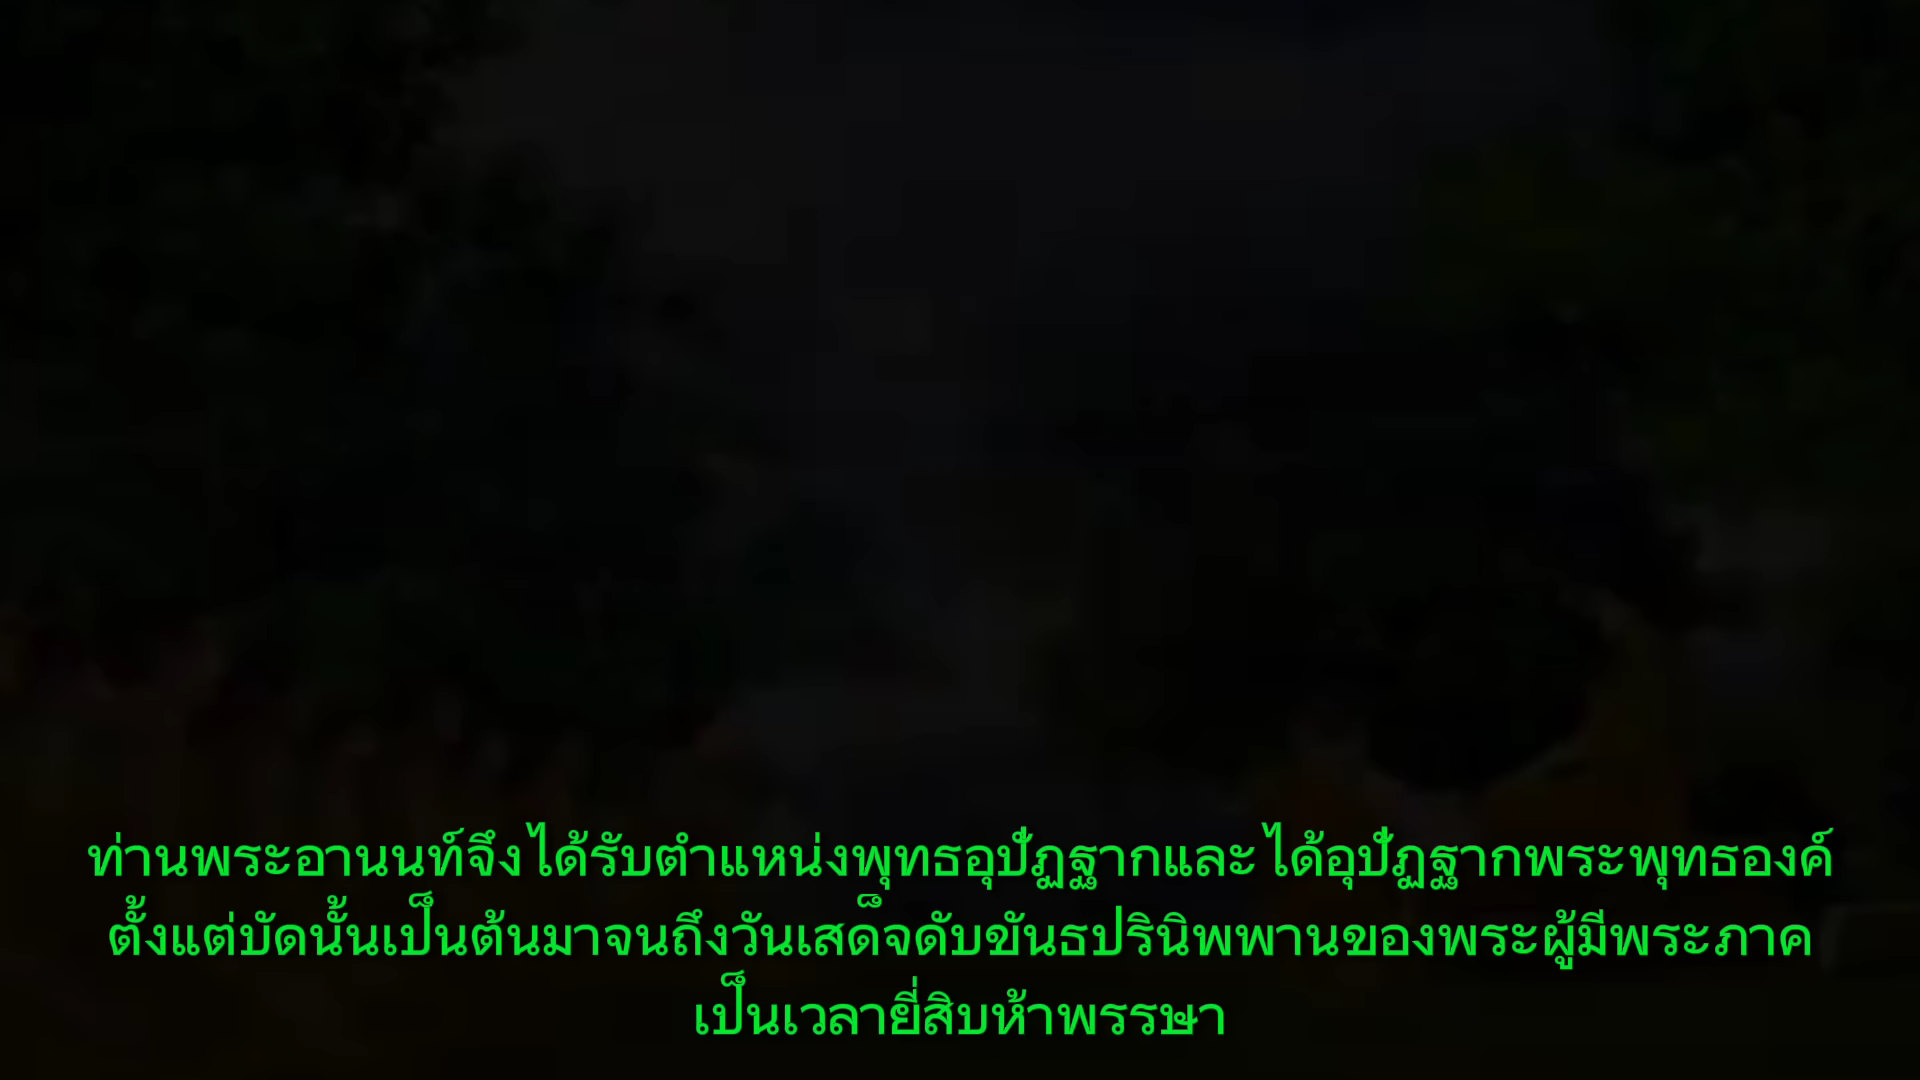 ท่านพระอานนท์จึงได้รับตำแหน่งพุทธอุปัฏฐากและได้อุปัฏฐากพระพุทธองค์
ตั้งแต่บัดนั้นเป็นต้นมาจนถึงวันเสด็จดับขันธปรินิพพานของพระผู้มีพระภาค
เป็นเวลายี่สิบห้าพรรษา